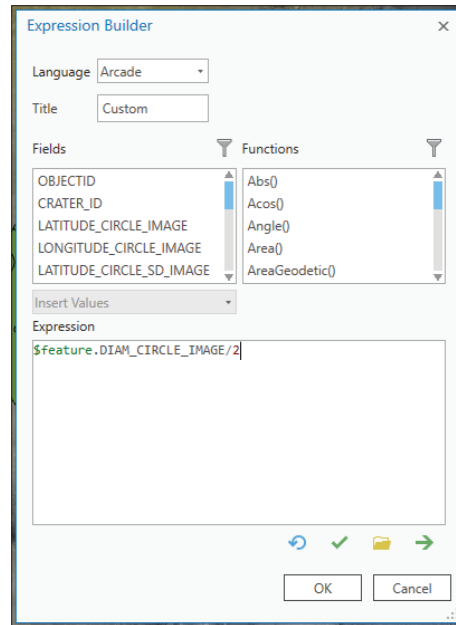 Expression Builder
Language Arcade
Title Custom
Fields Functions
OBJECTID Abs()
CRATER_ID Acos()
LATITUDE_CIRCLE_IMAGE Angle()
LONGITUDE_CIRCLE_IMAGE Area()
LATITUDE_CIRCLE_SD_IMAGE AreaGeodetic()
Insert Values
Expression
$feature.DIAM_CIRCLE_IMAGE/2
OK Cancel